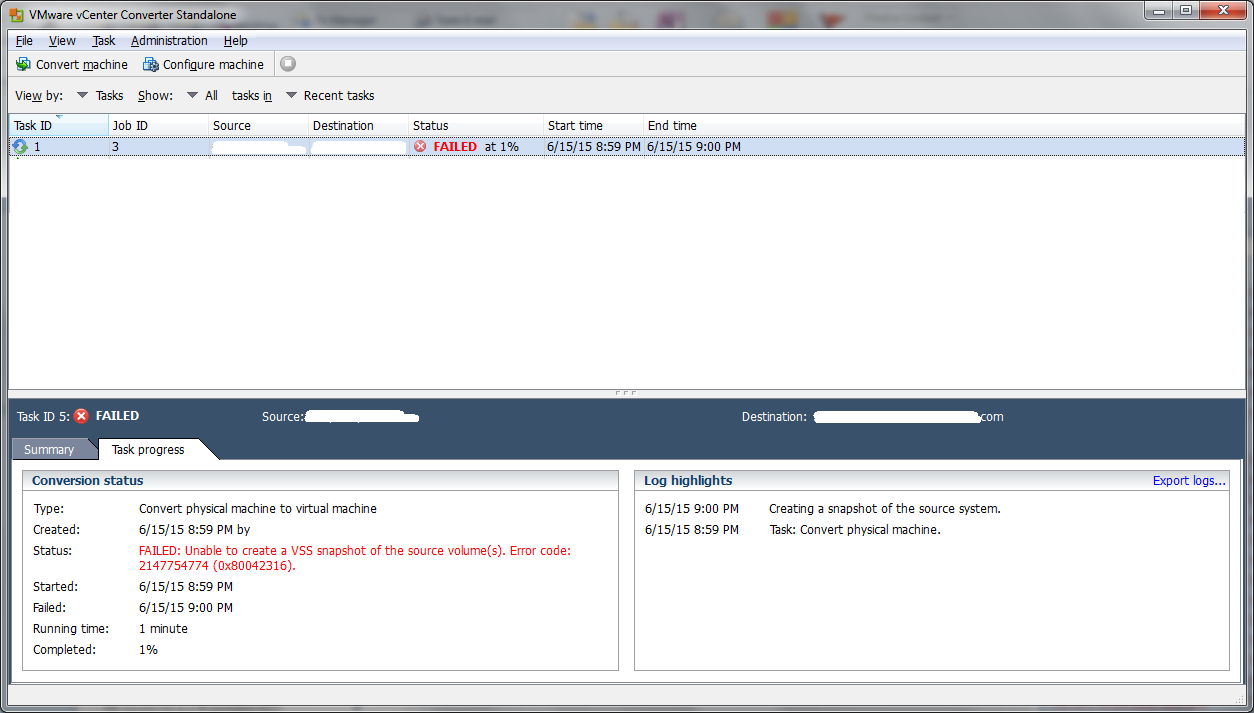 VMware vCenter Converter Standalone
File View Task Administration Help
Convert machine Configure machine
View by: Tasks Show: All tasks in Recent tasks
Task ID Job ID Source Destination Status Start time End time
1 3 FAILED at 1% 6/15/15 8:59 PM 6/15/15 9:00 PM
Task ID 5: FAILED Source: Destination: com
Summary Task progress
Conversion status
Type: Convert physical machine to virtual machine
Created: 6/15/15 8:59 PM by
Status: FAILED: Unable to create a VSS snapshot of the source volume(s). Error code:
2147754774 (0x80042316).
Started: 6/15/15 8:59 PM
Failed: 6/15/15 9:00 PM
Running time: 1 minute
Completed: 1%
Log highlights Export logs...
6/15/15 9:00 PM Creating a snapshot of the source system.
6/15/15 8:59 PM Task: Convert physical machine.